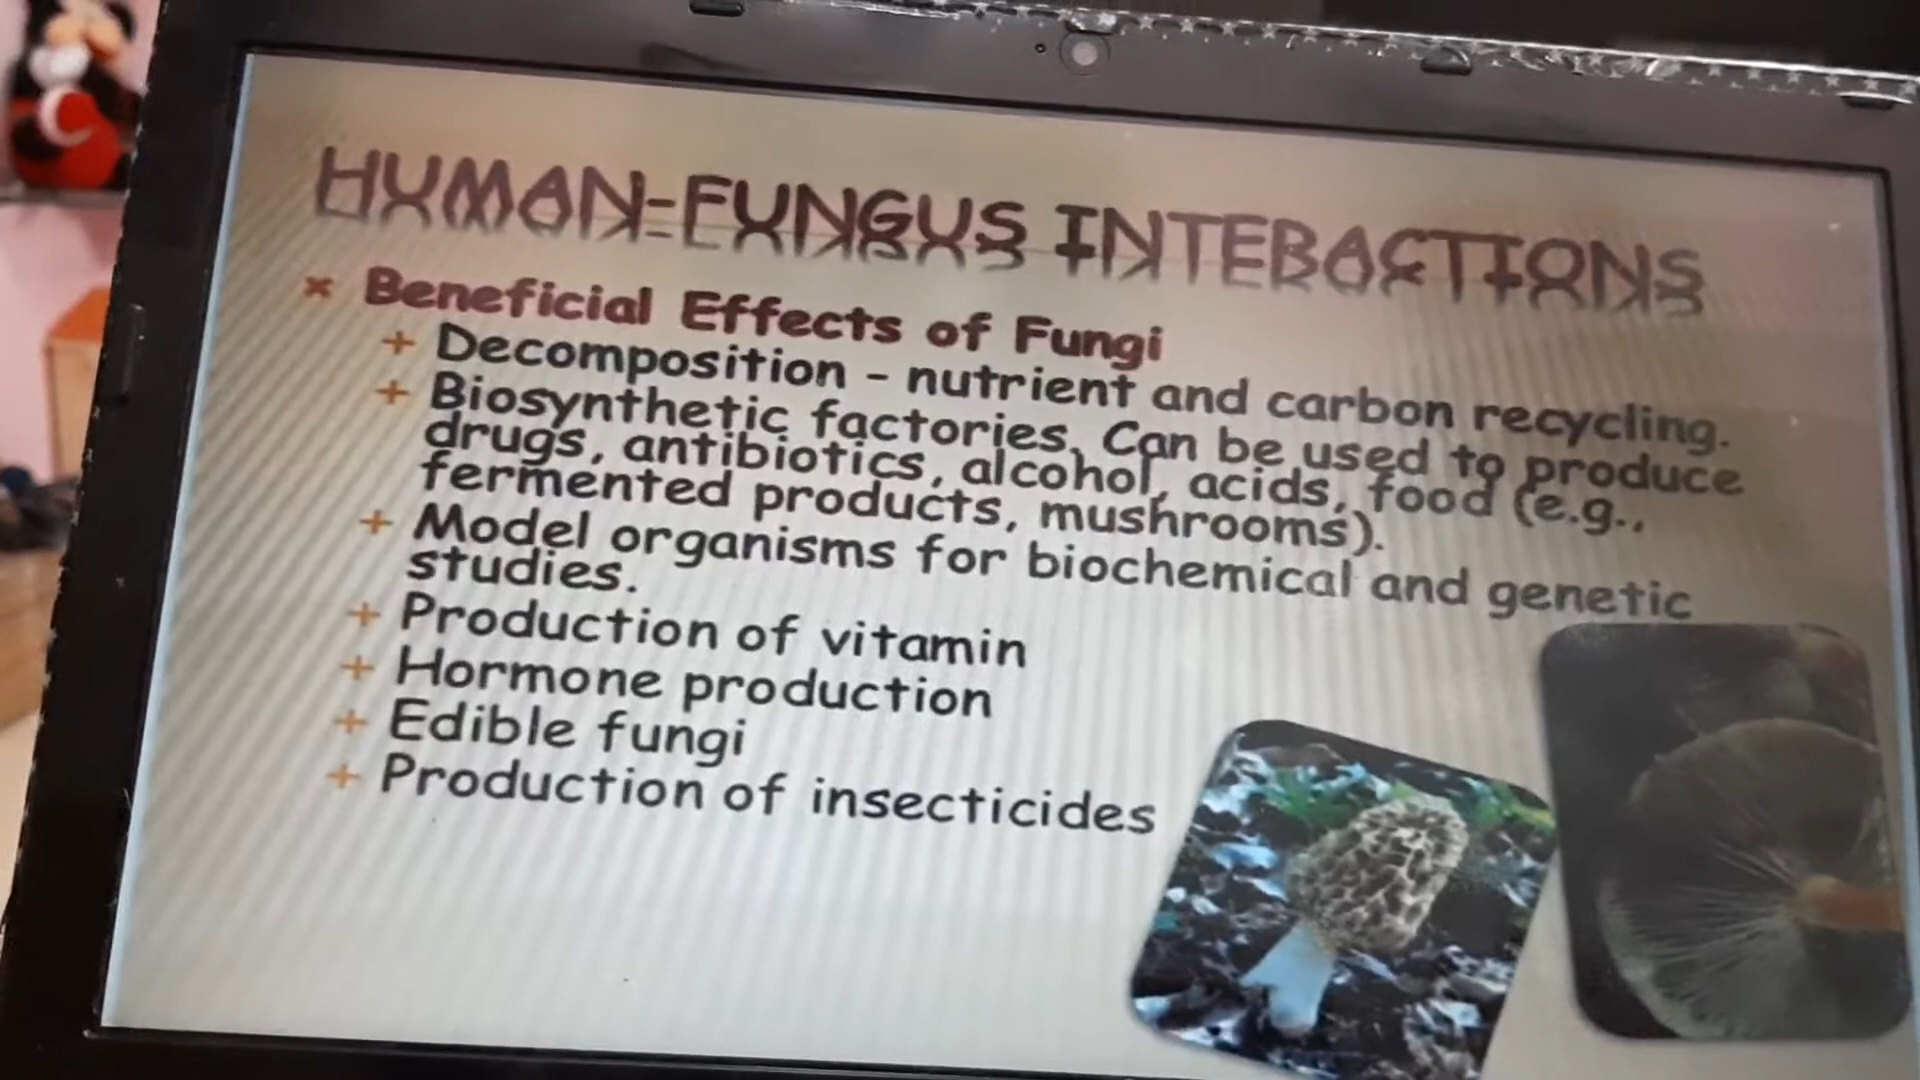 HUMAN-FUNGUS INTERACTIONS
× Beneficial Effects of Fungi
+ Decomposition - nutrient and carbon recycling.
+ Biosynthetic factories. Can be used to produce
drugs, antibiotics, alcohol, acids, food (e.g.,
fermented products, mushrooms).
+ Model organisms for biochemical and genetic
studies.
+ Production of vitamin
+ Hormone production
+ Edible fungi
+ Production of insecticides